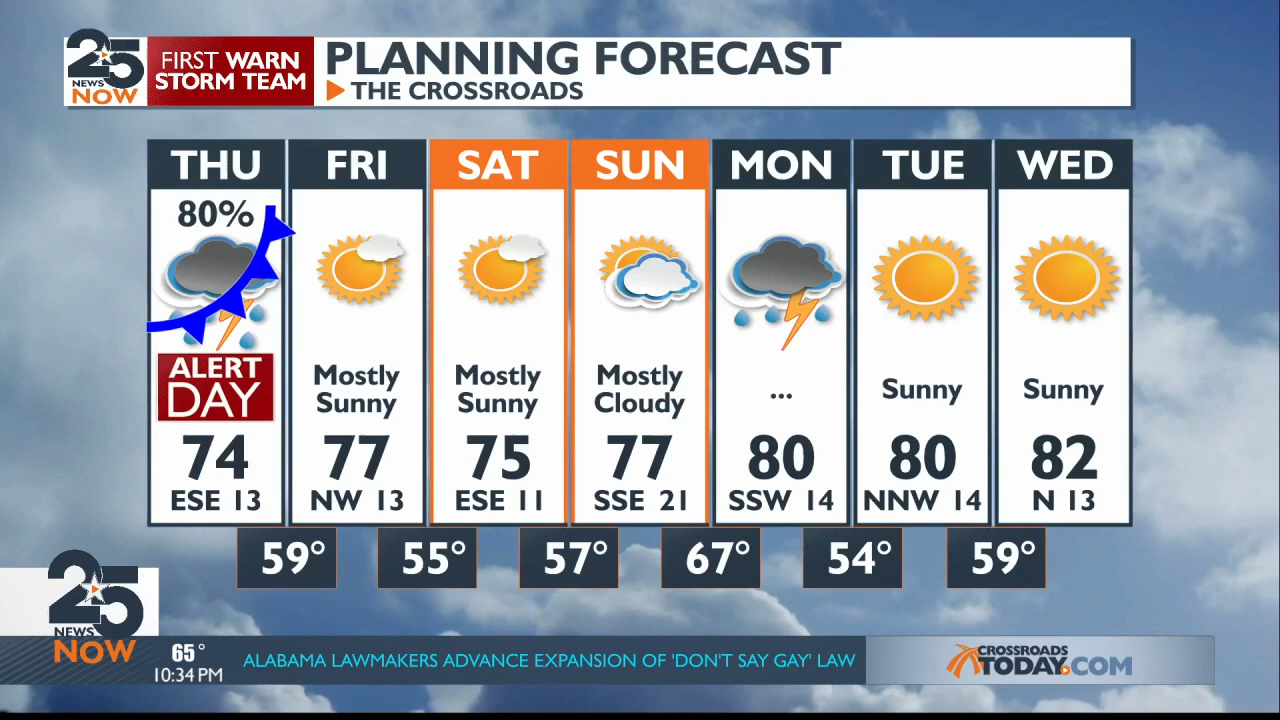 25
NEWS
NOW
FIRST WARN
STORM TEAM
PLANNING FORECAST
THE CROSSROADS
THU
80%
ALERT
DAY
74
ESE 13
FRI
Mostly
Sunny
77
NW 13
SAT
Mostly
Sunny
75
ESE 11
SUN
Mostly
Cloudy
77
SSE 21
MON
...
80
SSW 14
TUE
Sunny
80
NNW 14
WED
Sunny
82
N 13
59°
55°
57°
67°
54°
59°
25
NEWS
NOW
65°
10:34 PM
ALABAMA LAWMAKERS ADVANCE EXPANSION OF 'DON'T SAY GAY' LAW
CROSSROADS
TODAY.COM